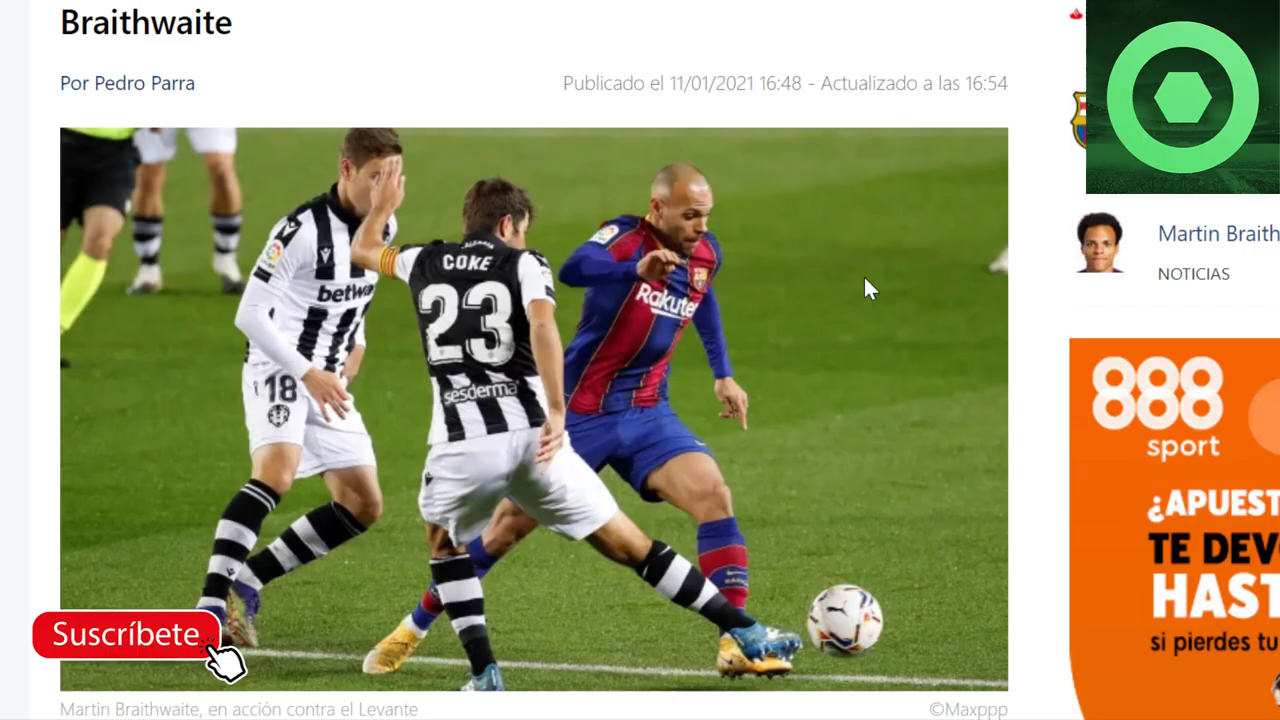 Braithwaite
Por Pedro Parra
Publicado el 11/01/2021 16:48 - Actualizado a las 16:54
Martin Braith
NOTICIAS
COKE
23
sesderma
betwa
18
Rakuten
888
sport
¿APUEST
TE DEV
HAST
si pierdes tu
Suscríbete
Martin Braithwaite, en acción contra el Levante
©Maxppp